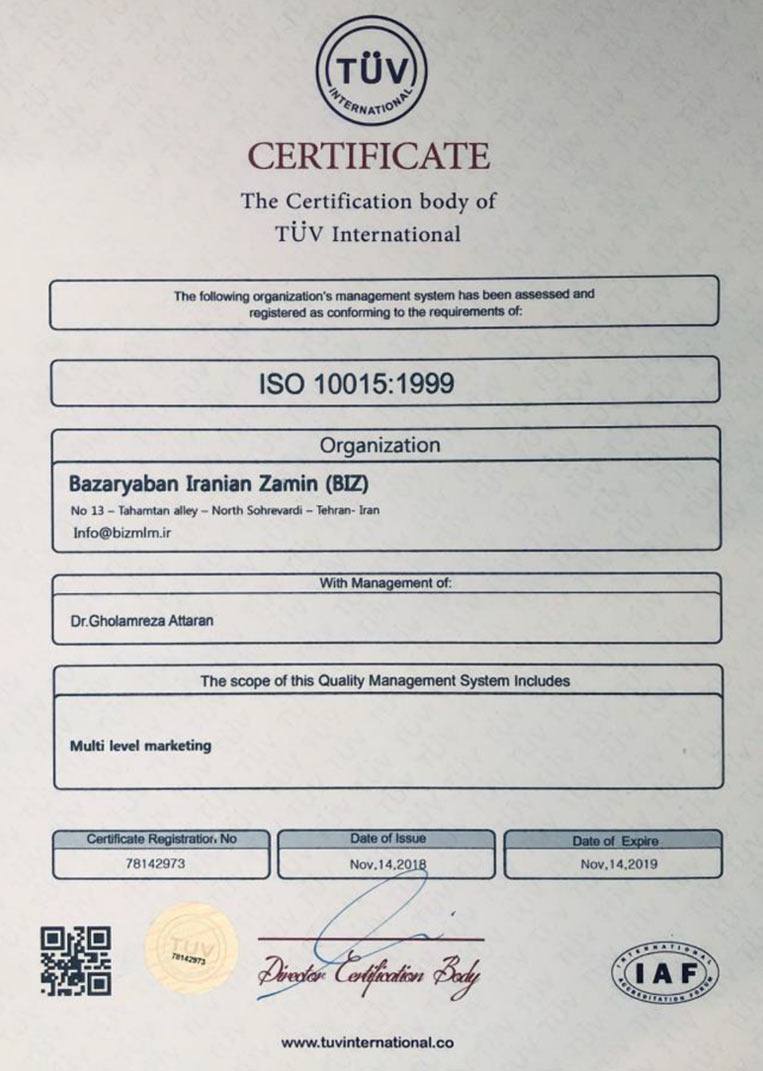 TÜV
INTERNATIONAL
CERTIFICATE
The Certification body of
TÜV International
The following organization's management system has been assessed and
registered as conforming to the requirements of:
ISO 10015:1999
Organization
Bazaryaban Iranian Zamin (BIZ)
No 13 – Tahamtan alley – North Sohrevardi – Tehran- Iran
Info@bizmlm.ir
With Management of:
Dr.Gholamreza Attaran
The scope of this Quality Management System Includes
Multi level marketing
Certificate Registration No
78142973
Date of Issue
Nov,14,2018
Date of Expire
Nov,14,2019
TUV
78142973
Director Certification Body
INTERNATIONAL
IAF
ACCREDITATION FORUM
www.tuvinternational.co